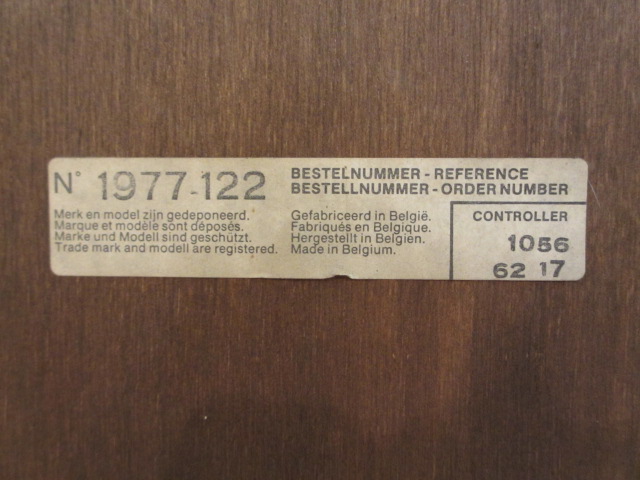 N° 1977-122
BESTELNUMMER - REFERENCE
BESTELLNUMMER - ORDER NUMBER
Merk en model zijn gedeponeerd.
Marque et modèle sont déposés.
Marke und Modell sind geschützt.
Trade mark and modell are registered.
Gefabriceerd in België.
Fabriqués en Belgique.
Hergestellt in Belgien.
Made in Belgium.
CONTROLLER
1056
62 17